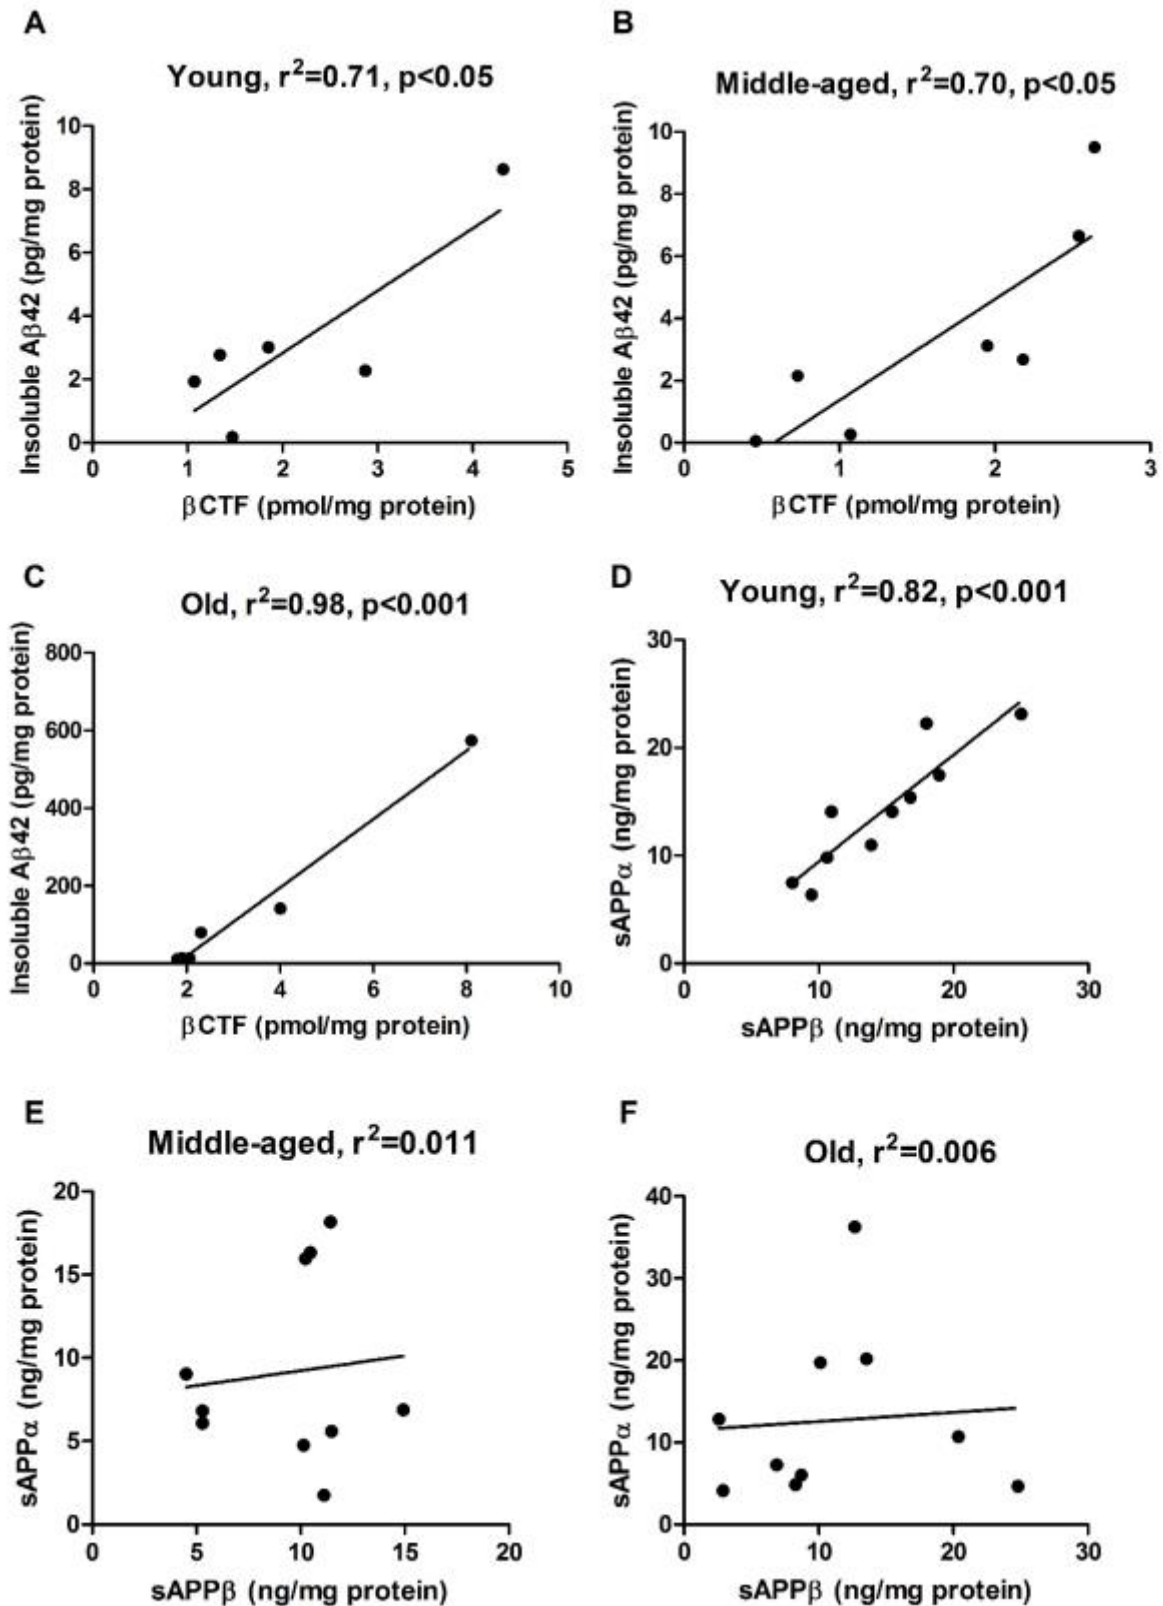 A
Young, r²=0.71, p<0.05
Insoluble Aβ42 (pg/mg protein)
10
8
6
4
2
0
0 1 2 3 4 5
βCTF (pmol/mg protein)
B
Middle-aged, r²=0.70, p<0.05
Insoluble Aβ42 (pg/mg protein)
10
8
6
4
2
0
0 1 2 3
βCTF (pmol/mg protein)
C
Old, r²=0.98, p<0.001
Insoluble Aβ42 (pg/mg protein)
800
600
400
200
0
0 2 4 6 8 10
βCTF (pmol/mg protein)
D
Young, r²=0.82, p<0.001
sAPPα (ng/mg protein)
30
20
10
0
0 10 20 30
sAPPβ (ng/mg protein)
E
Middle-aged, r²=0.011
sAPPα (ng/mg protein)
20
15
10
5
0
0 5 10 15 20
sAPPβ (ng/mg protein)
F
Old, r²=0.006
sAPPα (ng/mg protein)
40
30
20
10
0
0 10 20 30
sAPPβ (ng/mg protein)